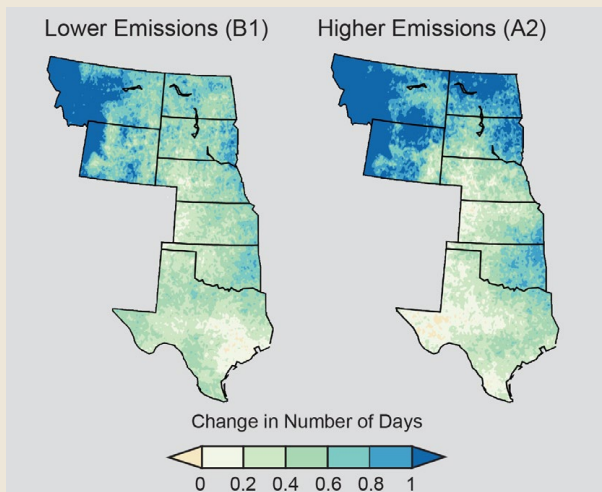 Lower Emissions (B1)
Higher Emissions (A2)
Change in Number of Days
0 0.2 0.4 0.6 0.8 1